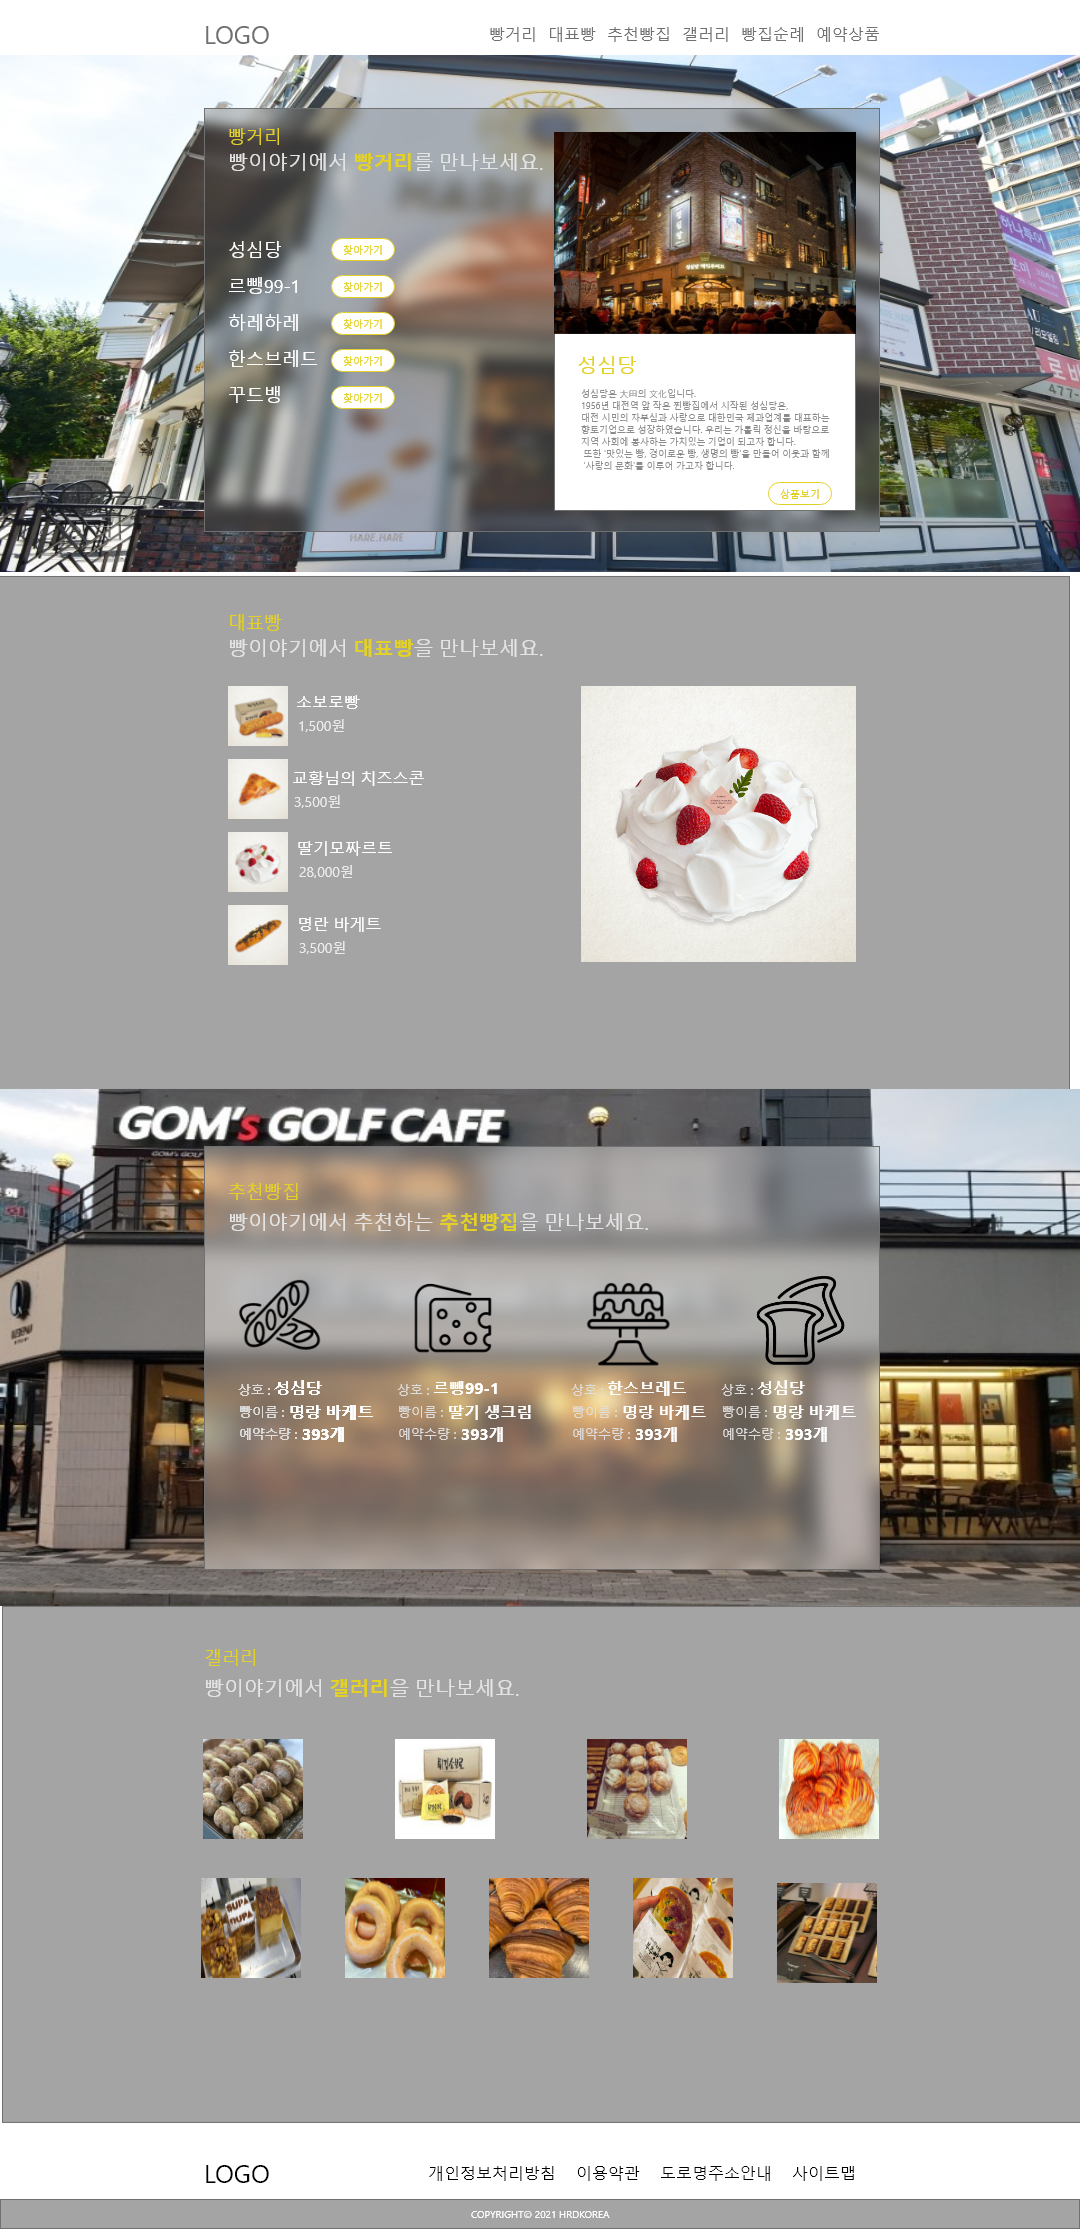 LOGO
빵거리 대표빵 추천빵집 갤러리 빵집순례 예약상품
빵거리
빵이야기에서 빵거리를 만나보세요.
성심당 찾아가기
르뺑99-1 찾아가기
하레하레 찾아가기
한스브레드 찾아가기
꾸드뱅 찾아가기
성심당
성심당은 大田의 文化입니다.
1956년 대전역 앞 작은 찐빵집에서 시작된 성심당은,
대전 시민의 자부심과 사랑으로 대한민국 제과업계를 대표하는
향토기업으로 성장하였습니다. 우리는 가톨릭 정신을 바탕으로
지역 사회에 봉사하는 가치있는 기업이 되고자 합니다.
또한 '맛있는 빵, 경이로운 빵, 생명의 빵'을 만들어 이웃과 함께
'사랑의 문화'를 이루어 가고자 합니다.
상품보기
HARE.HARE
대표빵
빵이야기에서 대표빵을 만나보세요.
소보로빵
1,500원
교황님의 치즈스콘
3,500원
딸기모짜르트
28,000원
명란 바게트
3,500원
GOM's GOLF CAFE
추천빵집
빵이야기에서 추천하는 추천빵집을 만나보세요.
상호 : 성심당
빵이름 : 명랑 바케트
예약수량 : 393개
상호 : 르뺑99-1
빵이름 : 딸기 생크림
예약수량 : 393개
상호 : 한스브레드
빵이름 : 명랑 바케트
예약수량 : 393개
상호 : 성심당
빵이름 : 명랑 바케트
예약수량 : 393개
갤러리
빵이야기에서 갤러리을 만나보세요.
튀김소보로
LOGO
개인정보처리방침 이용약관 도로명주소안내 사이트맵
COPYRIGHT© 2021 HRDKOREA